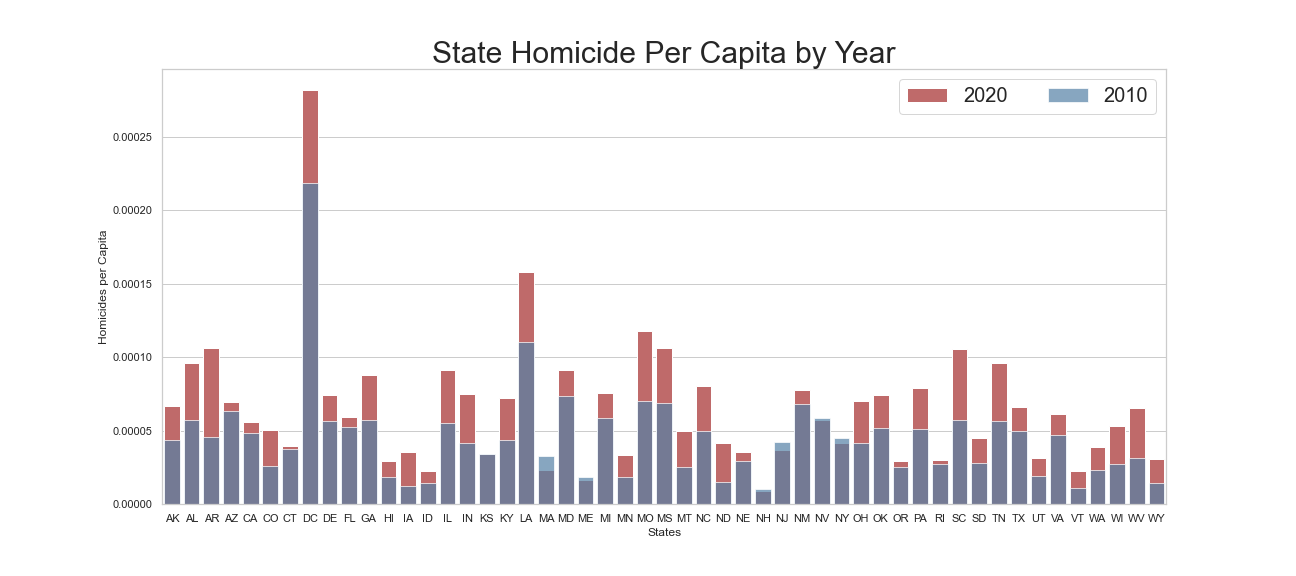 State Homicide Per Capita by Year
2020 2010
0.00025
0.00020
0.00015
0.00010
0.00005
0.00000
Homicides per Capita
AK AL AR AZ CA CO CT DC DE FL GA HI IA ID IL IN KS KY LA MA MD ME MI MN MO MS MT NC ND NE NH NJ NM NV NY OH OK OR PA RI SC SD TN TX UT VA VT WA WI WV WY
States